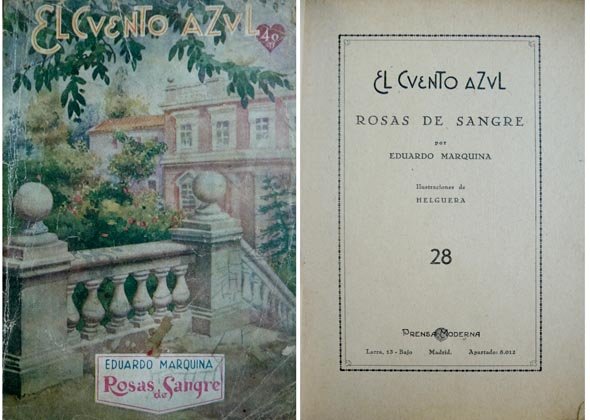 EL CVENTO AZVL
40
EDUARDO MARQUINA
Rosas de Sangre
EL CVENTO AZVL
ROSAS DE SANGRE
por
EDUARDO MARQUINA
Ilustraciones de
HELGUERA
28
PRENSA MODERNA
Larra, 13-Bajo Madrid. Apartado: 8.012